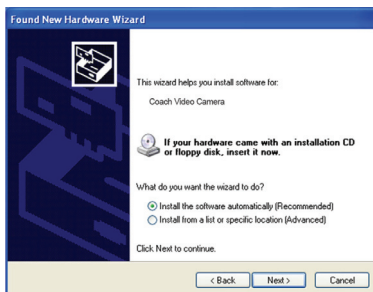 Found New Hardware Wizard
This wizard helps you install software for:
Coach Video Camera
If your hardware came with an installation CD
or floppy disk, insert it now.
What do you want the wizard to do?
Install the software automatically (Recommended)
Install from a list or specific location (Advanced)
Click Next to continue.
< Back Next > Cancel